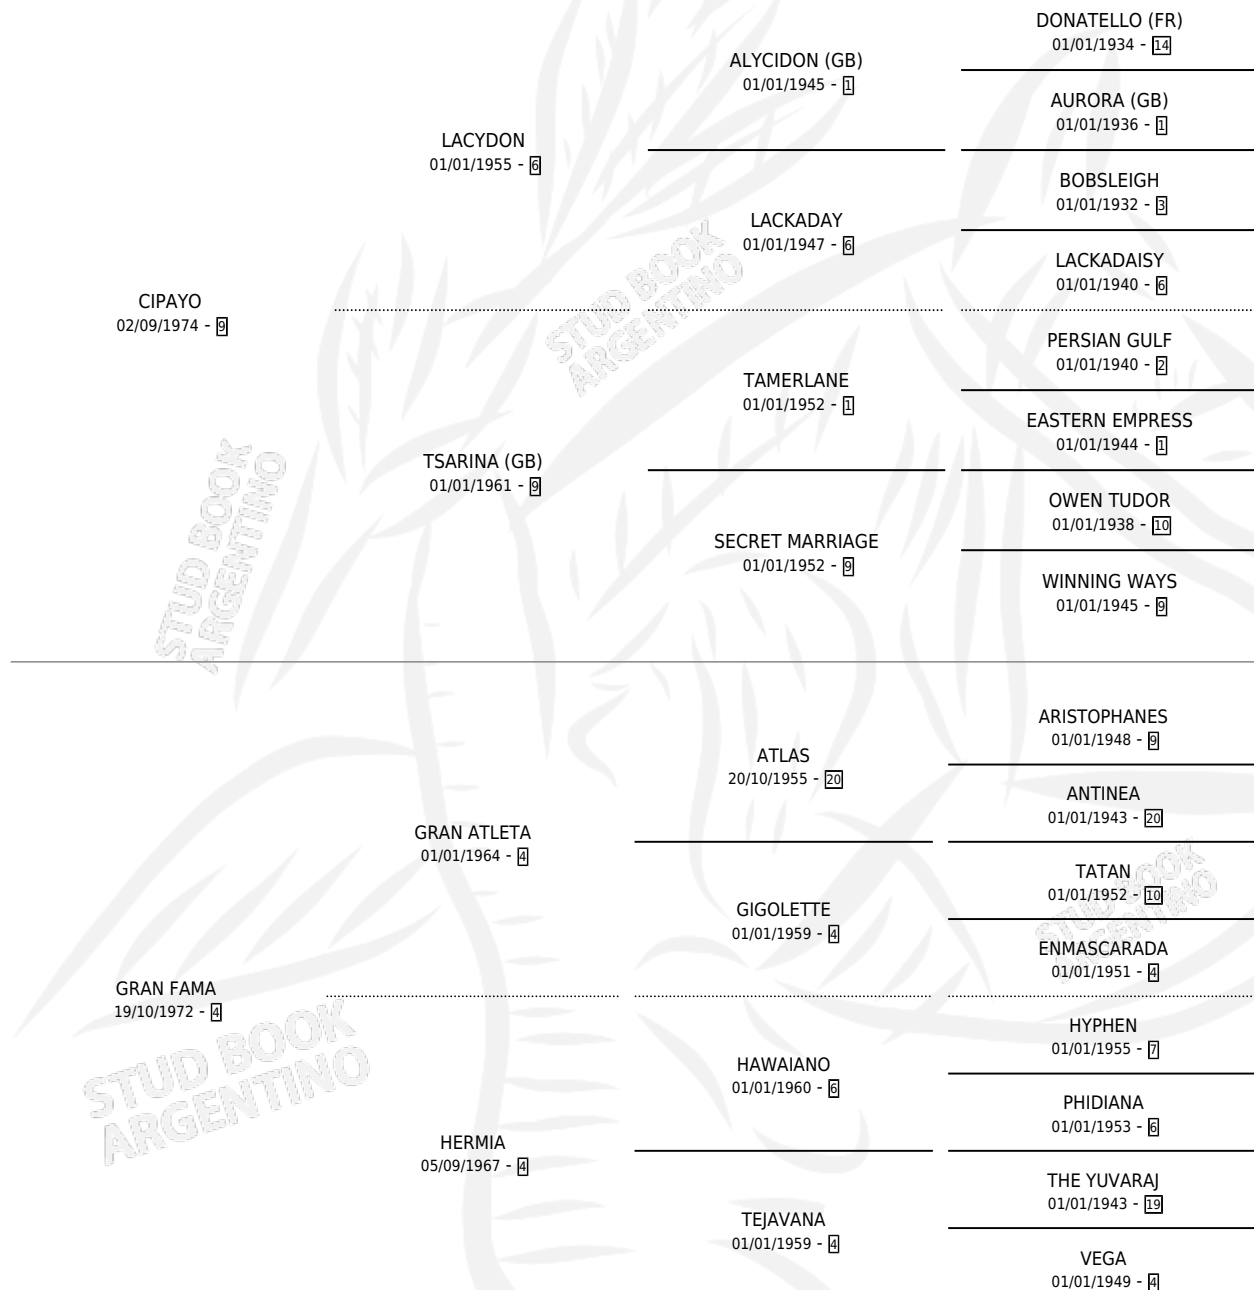 CIPAYO
02/09/1974 - 9
LACYDON
01/01/1955 - 6
TSARINA (GB)
01/01/1961 - 9
ALYCIDON (GB)
01/01/1945 - 1
LACKADAY
01/01/1947 - 6
TAMERLANE
01/01/1952 - 1
SECRET MARRIAGE
01/01/1952 - 9
DONATELLO (FR)
01/01/1934 - 14
AURORA (GB)
01/01/1936 - 1
BOBSLEIGH
01/01/1932 - 3
LACKADAISY
01/01/1940 - 6
PERSIAN GULF
01/01/1940 - 2
EASTERN EMPRESS
01/01/1944 - 1
OWEN TUDOR
01/01/1938 - 10
WINNING WAYS
01/01/1945 - 9
GRAN FAMA
19/10/1972 - 4
GRAN ATLETA
01/01/1964 - 4
HERMIA
05/09/1967 - 4
ATLAS
20/10/1955 - 20
GIGOLETTE
01/01/1959 - 4
HAWAIANO
01/01/1960 - 6
TEJAVANA
01/01/1959 - 4
ARISTOPHANES
01/01/1948 - 9
ANTINEA
01/01/1943 - 20
TATAN
01/01/1952 - 10
ENMASCARADA
01/01/1951 - 4
HYPHEN
01/01/1955 - 7
PHIDIANA
01/01/1953 - 6
THE YUVARAJ
01/01/1943 - 19
VEGA
01/01/1949 - 4
STUD BOOK
ARGENTINO
STUD BOOK
ARGENTINO
STUD BOOK
ARGENTINO
STUD BOOK
ARGENTINO